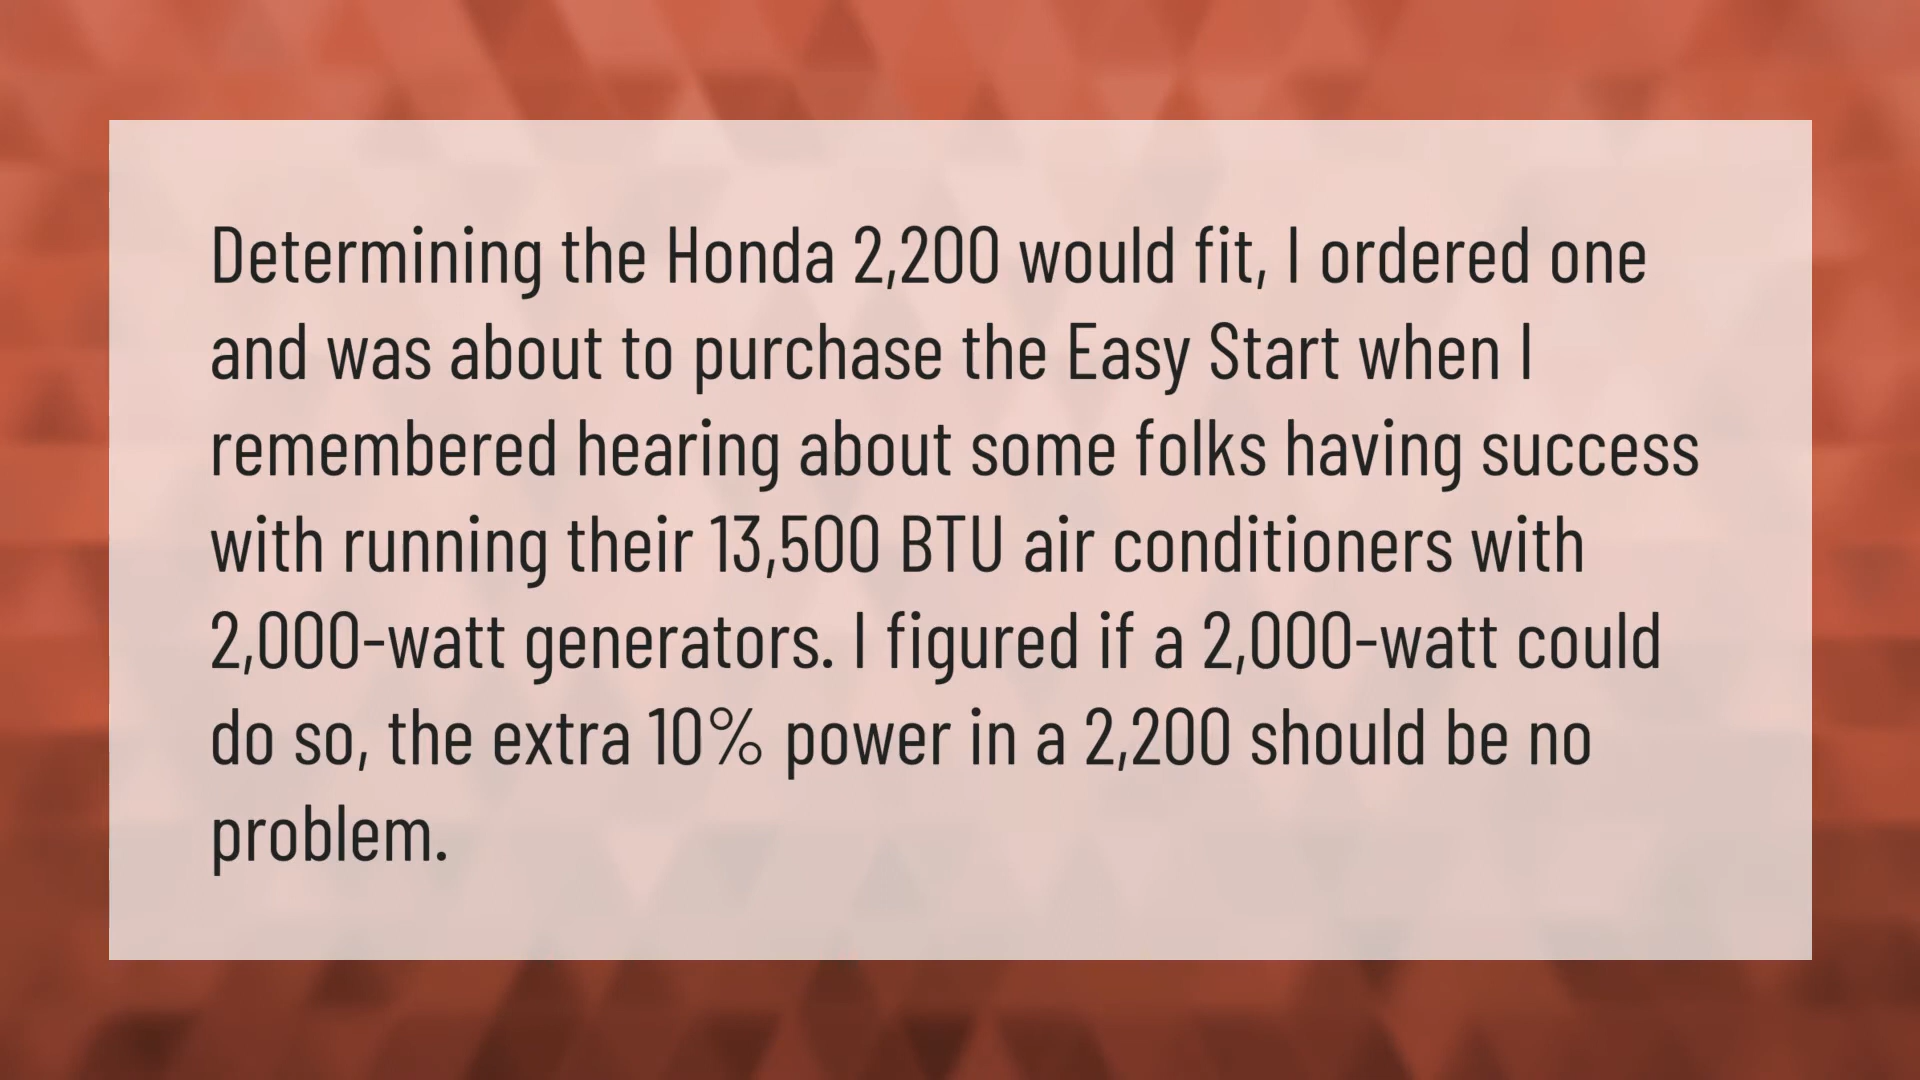 Determining the Honda 2,200 would fit, I ordered one
and was about to purchase the Easy Start when I
remembered hearing about some folks having success
with running their 13,500 BTU air conditioners with
2,000-watt generators. I figured if a 2,000-watt could
do so, the extra 10% power in a 2,200 should be no
problem.